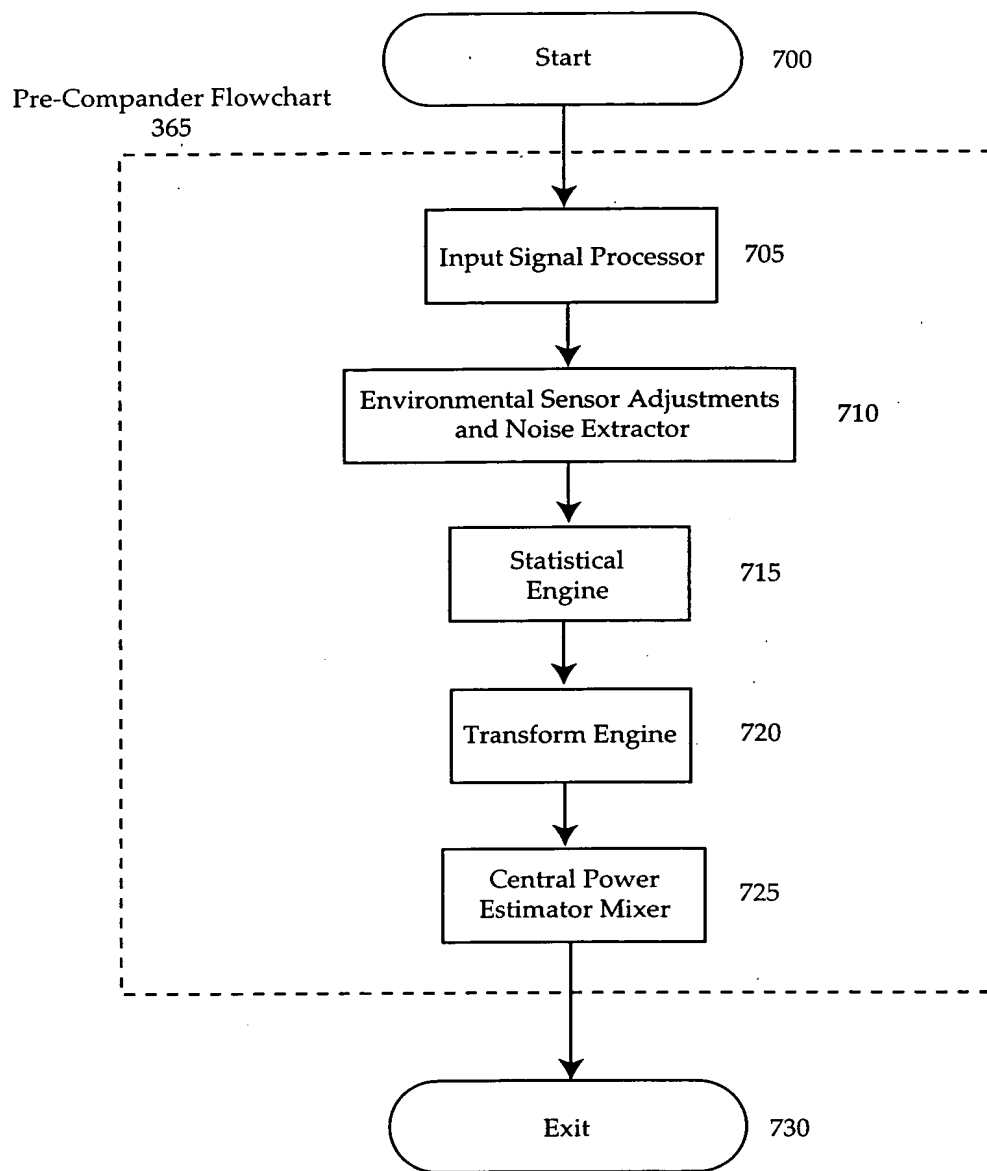 Start
700
Pre-Compander Flowchart
365
Input Signal Processor
705
Environmental Sensor Adjustments
and Noise Extractor
710
Statistical
Engine
715
Transform Engine
720
Central Power
Estimator Mixer
725
Exit
730